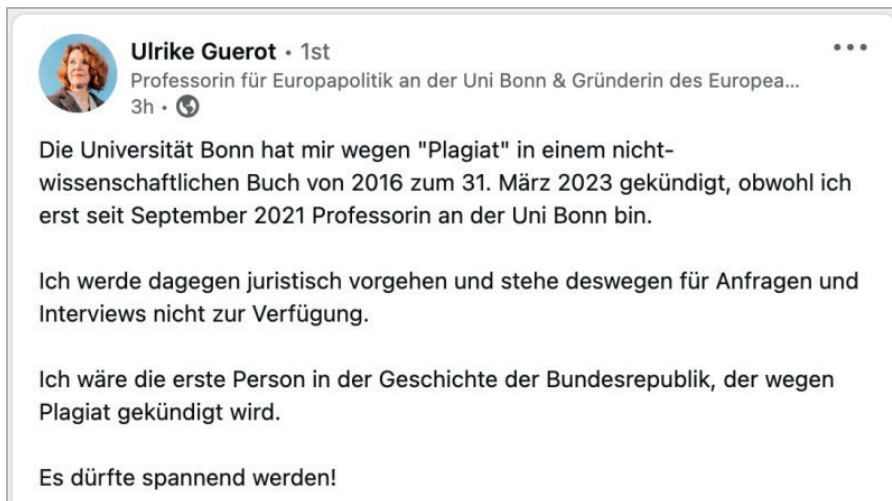 Ulrike Guerot • 1st
Professorin für Europapolitik an der Uni Bonn & Gründerin des Europea...
3h •
Die Universität Bonn hat mir wegen "Plagiat" in einem nicht-
wissenschaftlichen Buch von 2016 zum 31. März 2023 gekündigt, obwohl ich
erst seit September 2021 Professorin an der Uni Bonn bin.
Ich werde dagegen juristisch vorgehen und stehe deswegen für Anfragen und
Interviews nicht zur Verfügung.
Ich wäre die erste Person in der Geschichte der Bundesrepublik, der wegen
Plagiat gekündigt wird.
Es dürfte spannend werden!